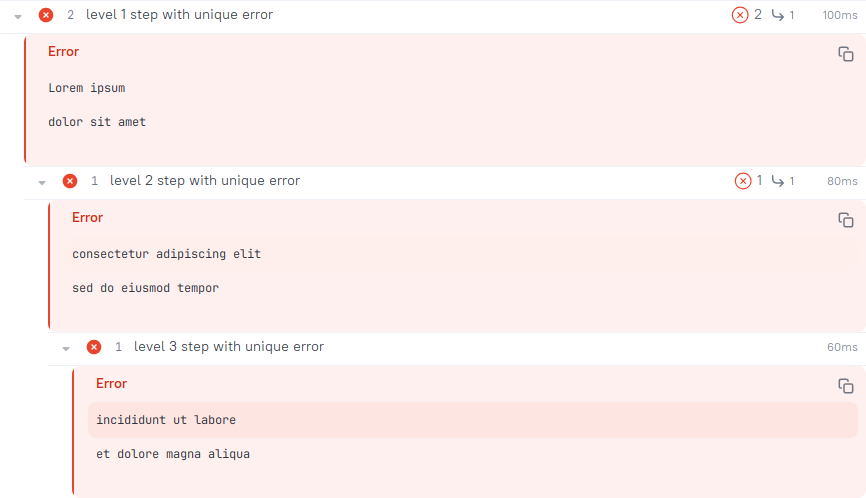 2 level 1 step with unique error 2 1 100ms
Error
Lorem ipsum
dolor sit amet
1 level 2 step with unique error 1 1 80ms
Error
consectetur adipiscing elit
sed do eiusmod tempor
1 level 3 step with unique error 60ms
Error
incididunt ut labore
et dolore magna aliqua